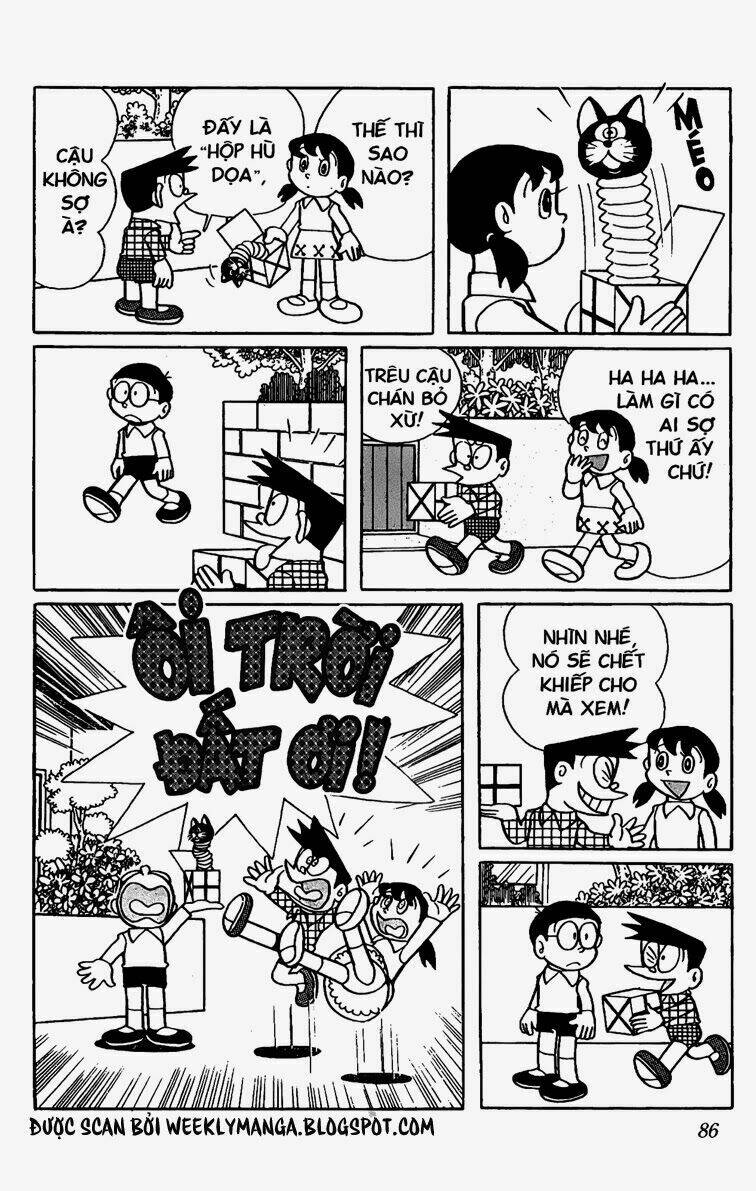 MÉO
THẾ THÌ
SAO
NÀO?
ĐẤY LÀ
“HỘP HÙ
DỌA”,
CẬU
KHÔNG
SỢ
À?
HA HA HA...
LÀM GÌ CÓ
AI SỢ
THỨ ẤY
CHỨ!
TRÊU CẬU
CHÁN BỎ
XỪ!
NHÌN NHÉ,
NÓ SẼ CHẾT
KHIẾP CHO
MÀ XEM!
ÔI TRỜI
ĐẤT ƠI!
ĐƯỢC SCAN BỞI WEEKLYMANGA.BLOGSPOT.COM
86